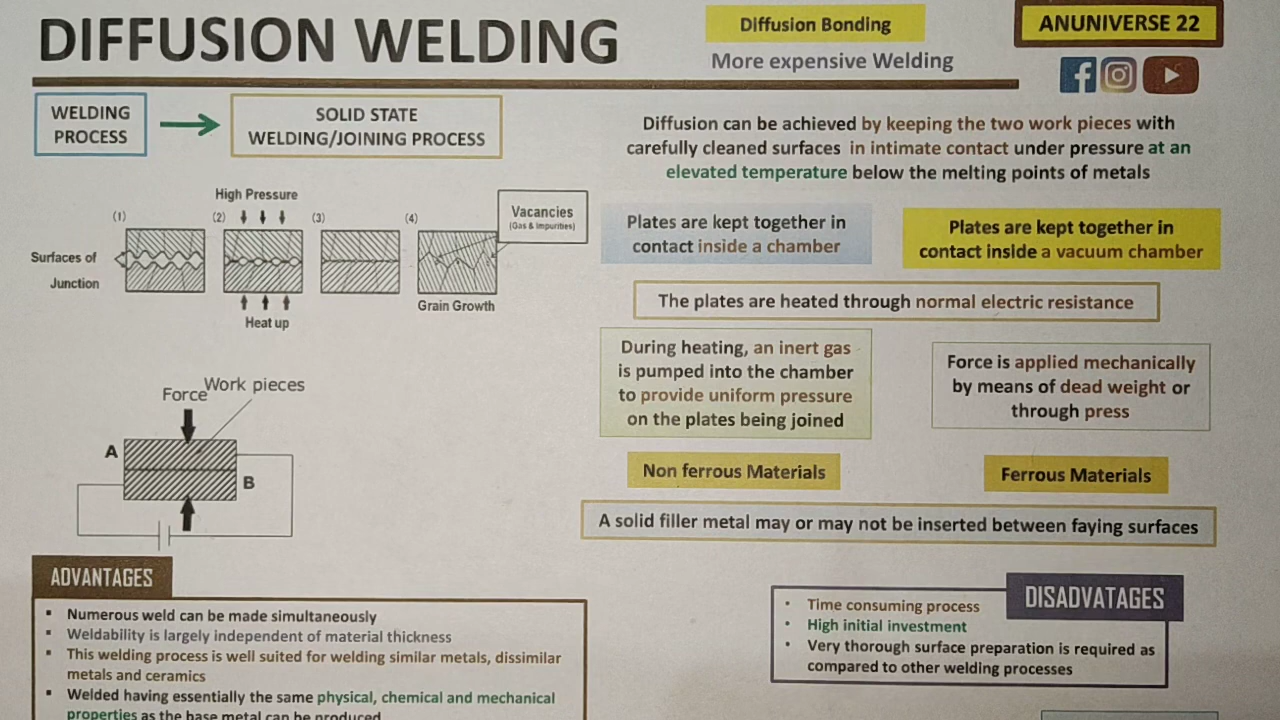 DIFFUSION WELDING
Diffusion Bonding
More expensive Welding
ANUNIVERSE 22
WELDING
PROCESS
SOLID STATE
WELDING/JOINING PROCESS
Diffusion can be achieved by keeping the two work pieces with
carefully cleaned surfaces in intimate contact under pressure at an
elevated temperature below the melting points of metals
High Pressure
(1)
(2)
(3)
(4)
Vacancies
(Gas & Impurities)
Surfaces of
Junction
Heat up
Grain Growth
Plates are kept together in
contact inside a chamber
Plates are kept together in
contact inside a vacuum chamber
The plates are heated through normal electric resistance
During heating, an inert gas
is pumped into the chamber
to provide uniform pressure
on the plates being joined
Force is applied mechanically
by means of dead weight or
through press
Non ferrous Materials
Ferrous Materials
A solid filler metal may or may not be inserted between faying surfaces
Force
Work pieces
A
B
ADVANTAGES
▪ Numerous weld can be made simultaneously
▪ Weldability is largely independent of material thickness
▪ This welding process is well suited for welding similar metals, dissimilar
metals and ceramics
▪ Welded having essentially the same physical, chemical and mechanical
properties as the base metal can be produced
DISADVATAGES
• Time consuming process
• High initial investment
• Very thorough surface preparation is required as
compared to other welding processes